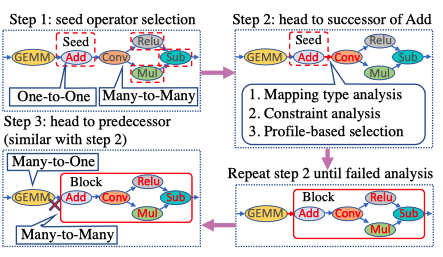 Step 1: seed operator selection
Seed
Relu
GEMM
Add
Conv
Sub
Mul
One-to-One
Many-to-Many
Step 2: head to successor of Add
Seed
Relu
GEMM
Add
Conv
Sub
Mul
1. Mapping type analysis
2. Constraint analysis
3. Profile-based selection
Step 3: head to predecessor
(similar with step 2)
Many-to-One
Block
Relu
GEMM
Add
Conv
Sub
Mul
Many-to-Many
Repeat step 2 until failed analysis
Block
Relu
GEMM
Add
Conv
Sub
Mul